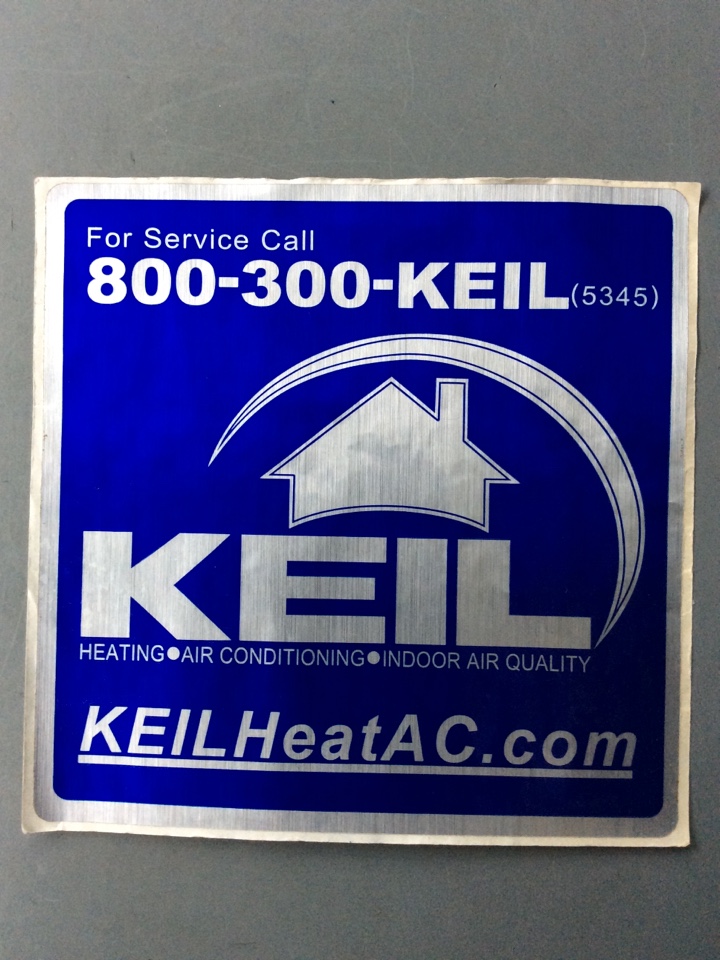 For Service Call
800-300-KEIL (5345)
KEIL
HEATING●AIR CONDITIONING●INDOOR AIR QUALITY
KEILHeatAC.com